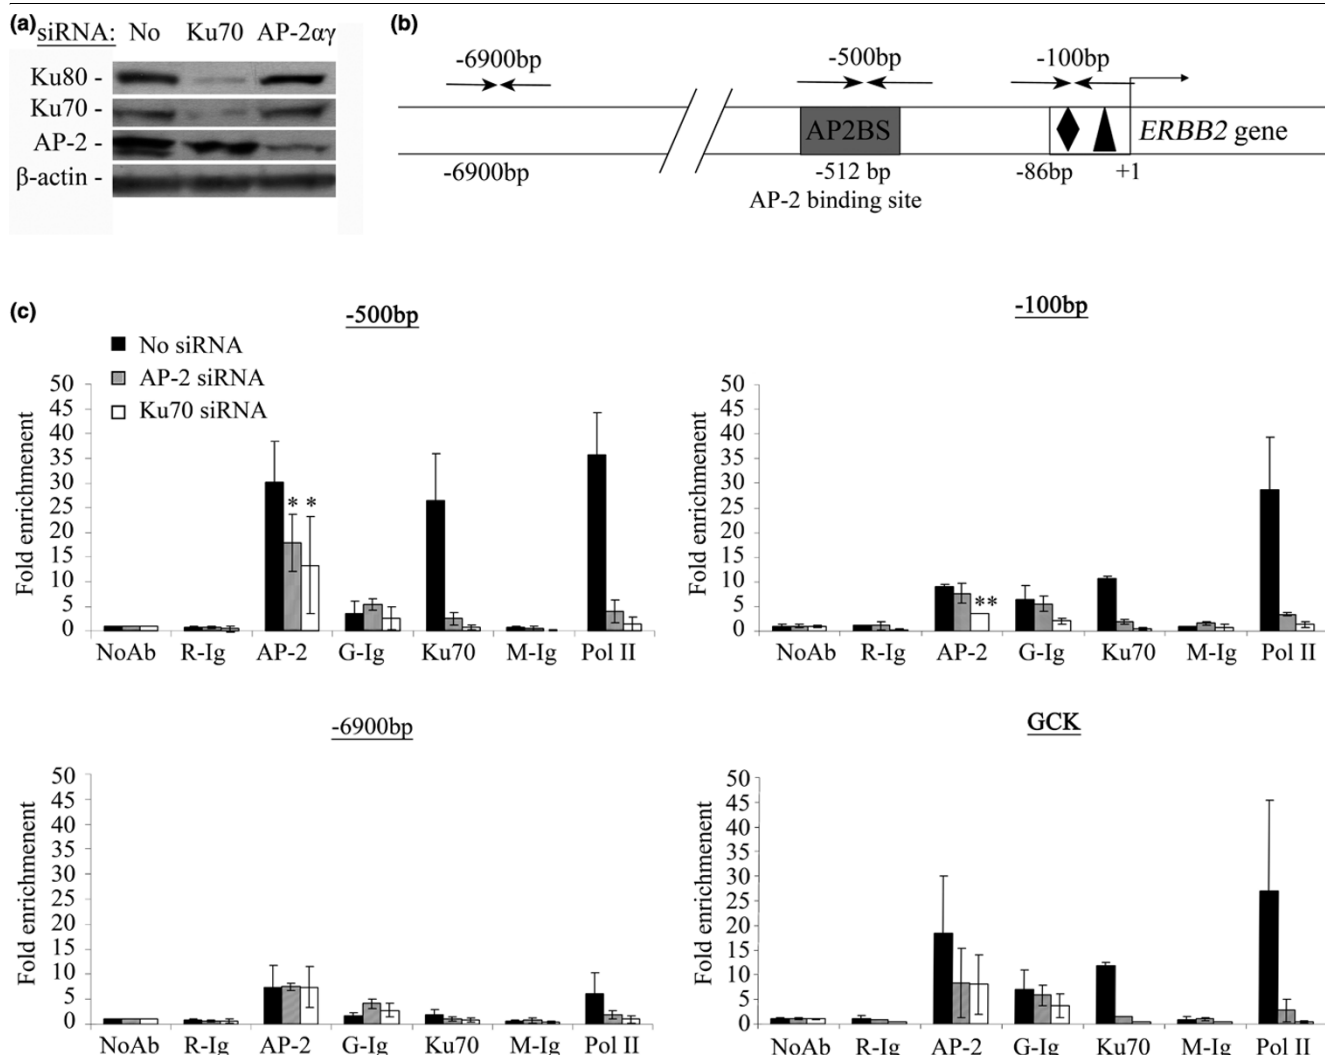 (a)
siRNA: No Ku70 AP-2αγ
Ku80 -
Ku70 -
AP-2 -
β-actin -
(b)
-6900bp -500bp -100bp
AP2BS ERBB2 gene
-6900bp -512 bp -86bp +1
AP-2 binding site
(c)
-500bp
No siRNA
AP-2 siRNA
Ku70 siRNA
Fold enrichmenent
50
45
40
35
30
25
20
15
10
5
0
* *
NoAb R-Ig AP-2 G-Ig Ku70 M-Ig Pol II
-100bp
Fold enrichment
50
45
40
35
30
25
20
15
10
5
0
**
NoAb R-Ig AP-2 G-Ig Ku70 M-Ig Pol II
-6900bp
Fold enrichment
50
45
40
35
30
25
20
15
10
5
0
NoAb R-Ig AP-2 G-Ig Ku70 M-Ig Pol II
GCK
Fold enrichment
50
45
40
35
30
25
20
15
10
5
0
NoAb R-Ig AP-2 G-Ig Ku70 M-Ig Pol II